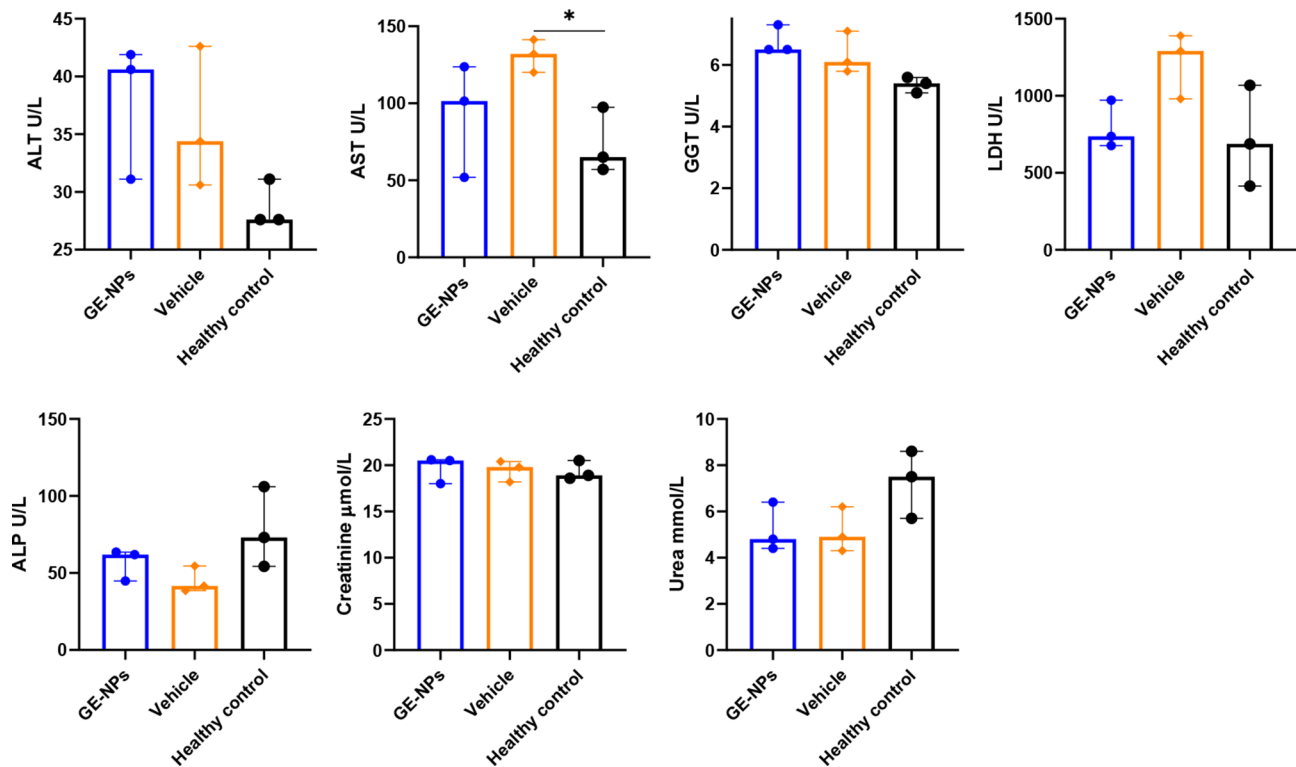 ALT U/L
45
40
35
30
25
GE-NPs
Vehicle
Healthy control
AST U/L
150
100
50
0
*
GE-NPs
Vehicle
Healthy control
GGT U/L
6
4
2
0
GE-NPs
Vehicle
Healthy control
LDH U/L
1500
1000
500
0
GE-NPs
Vehicle
Healthy control
ALP U/L
150
100
50
0
GE-NPs
Vehicle
Healthy control
Creatinine µmol/L
25
20
15
10
5
0
GE-NPs
Vehicle
Healthy control
Urea mmol/L
10
8
6
4
2
0
GE-NPs
Vehicle
Healthy control